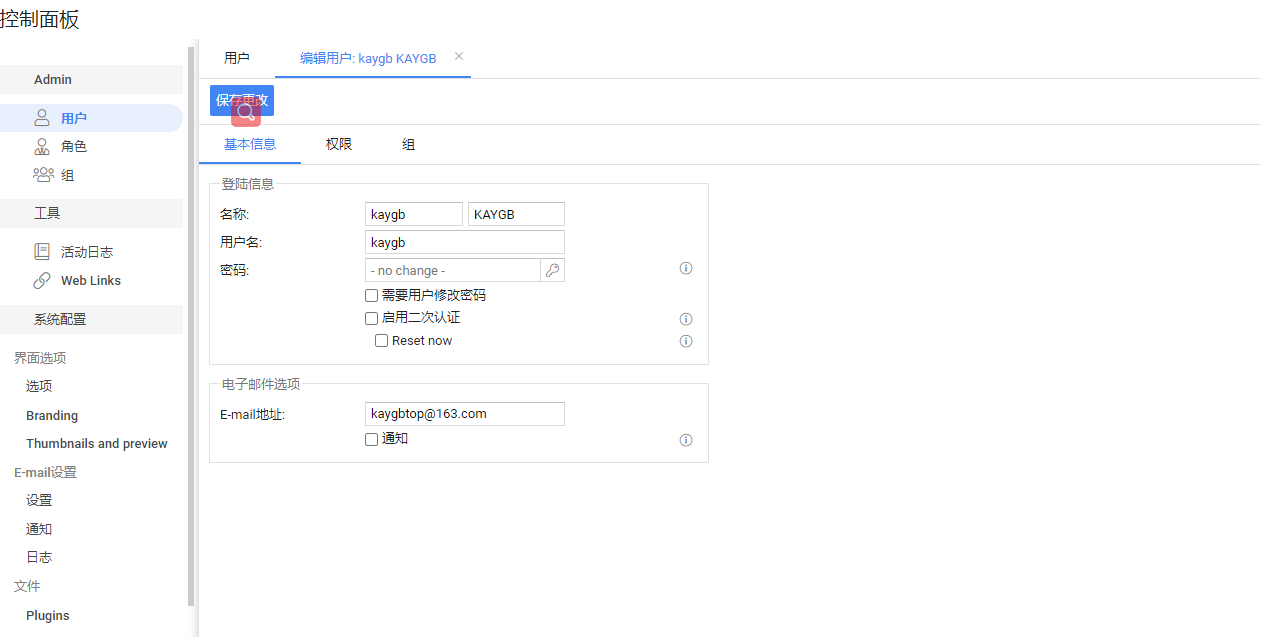 控制面板
Admin
用户
角色
组
工具
活动日志
Web Links
系统配置
界面选项
选项
Branding
Thumbnails and preview
E-mail设置
设置
通知
日志
文件
Plugins
用户
编辑用户: kaygb KAYGB
保存更改
基本信息 权限 组
登陆信息
名称: kaygb KAYGB
用户名: kaygb
密码: - no change -
需要用户修改密码
启用二次认证
Reset now
电子邮件选项
E-mail地址: kaygbtop@163.com
通知